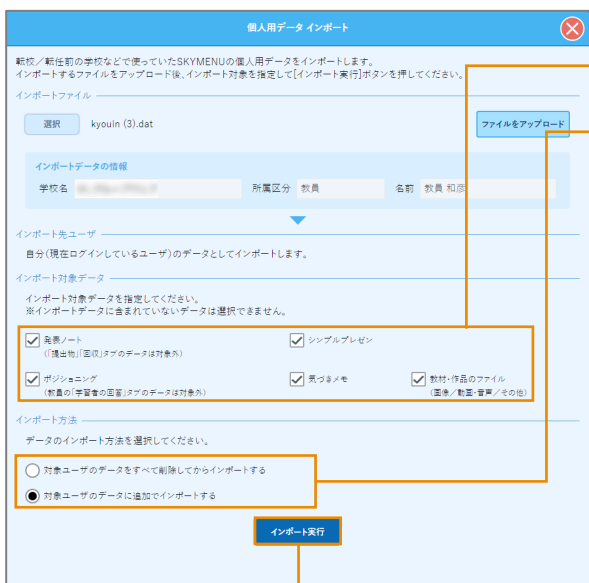 個人用データ インポート
転校／転任前の学校などで使っていたSKYMENUの個人用データをインポートします。
インポートするファイルをアップロード後、インポート対象を指定して[インポート実行]ボタンを押してください。
インポートファイル
選択 kyouin (3).dat ファイルをアップロード
インポートデータの情報
学校名 所属区分 教員 名前 教員 和彦
インポート先ユーザ
自分(現在ログインしているユーザ)のデータとしてインポートします。
インポート対象データ
インポート対象データを指定してください。
※インポートデータに含まれていないデータは選択できません。
発表ノート シンプルプレゼン
(「提出物」「回収」タブのデータは対象外)
ポジショニング 気づきメモ 教材・作品のファイル
(教員の「学習者の回答」タブのデータは対象外) (画像／動画・音声／その他)
インポート方法
データのインポート方法を選択してください。
対象ユーザのデータをすべて削除してからインポートする
対象ユーザのデータに追加でインポートする
インポート実行